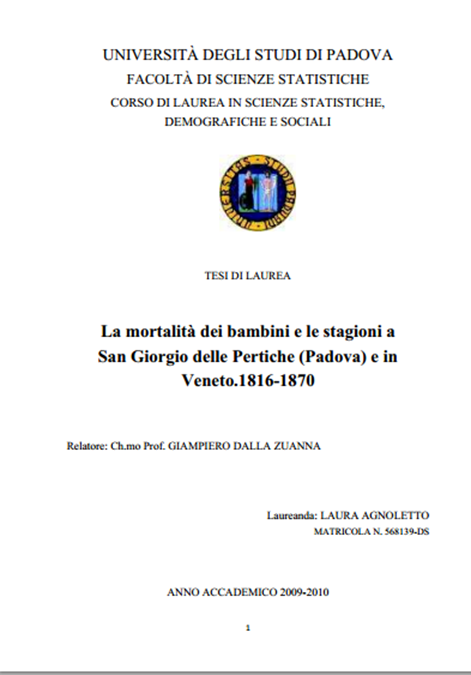 UNIVERSITÀ DEGLI STUDI DI PADOVA
FACOLTÀ DI SCIENZE STATISTICHE
CORSO DI LAUREA IN SCIENZE STATISTICHE,
DEMOGRAFICHE E SOCIALI
TESI DI LAUREA
La mortalità dei bambini e le stagioni a
San Giorgio delle Pertiche (Padova) e in
Veneto.1816-1870
Relatore: Ch.mo Prof. GIAMPIERO DALLA ZUANNA
Laureanda: LAURA AGNOLETTO
MATRICOLA N. 568139-DS
ANNO ACCADEMICO 2009-2010
1